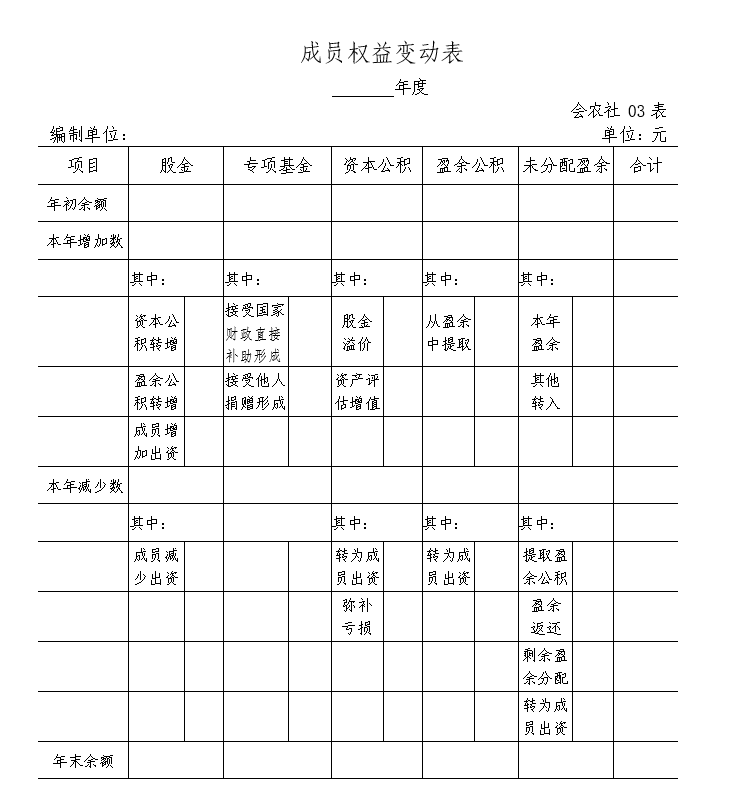 成员权益变动表
_______年度
会农社 03 表
编制单位： 单位：元
项目 股金 专项基金 资本公积 盈余公积 未分配盈余 合计
年初余额
本年增加数
其中： 其中： 其中： 其中： 其中：
资本公积转增 接受国家财政直接补助形成 股金溢价 从盈余中提取 本年盈余
盈余公积转增 接受他人捐赠形成 资产评估增值 其他转入
成员增加出资
本年减少数
其中： 其中： 其中： 其中：
成员减少出资 转为成员出资 转为成员出资 提取盈余公积
弥补亏损 盈余返还
剩余盈余分配
转为成员出资
年末余额